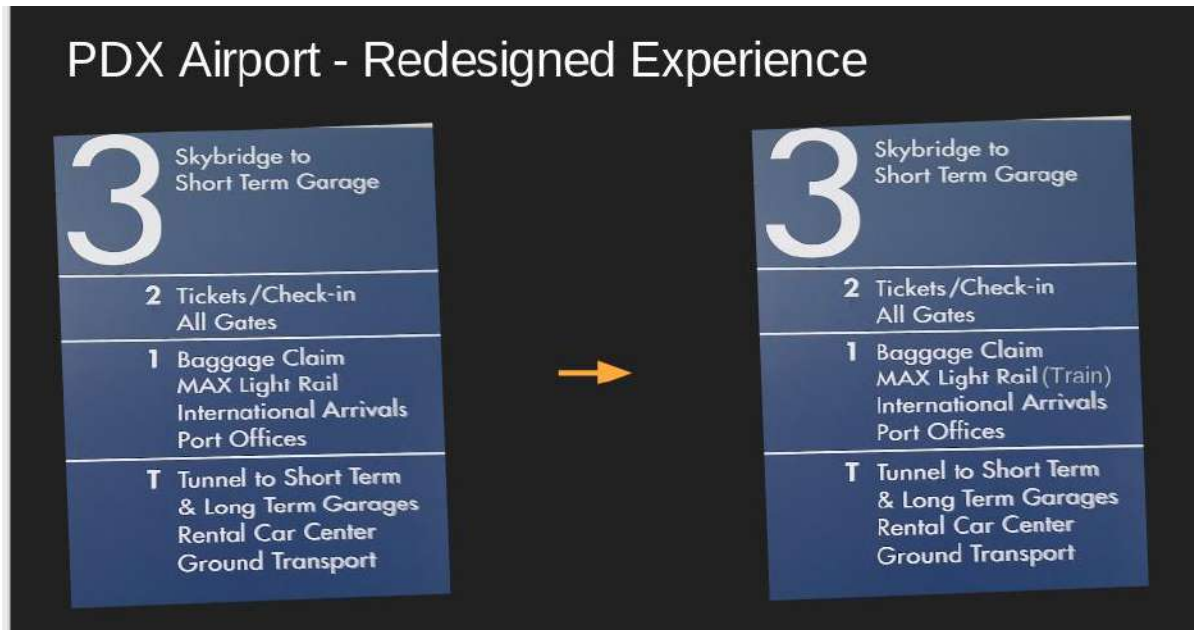 PDX Airport - Redesigned Experience
3
Skybridge to
Short Term Garage
2 Tickets/Check-in
All Gates
1 Baggage Claim
MAX Light Rail
International Arrivals
Port Offices
T Tunnel to Short Term
& Long Term Garages
Rental Car Center
Ground Transport
3
Skybridge to
Short Term Garage
2 Tickets/Check-in
All Gates
1 Baggage Claim
MAX Light Rail (Train)
International Arrivals
Port Offices
T Tunnel to Short Term
& Long Term Garages
Rental Car Center
Ground Transport